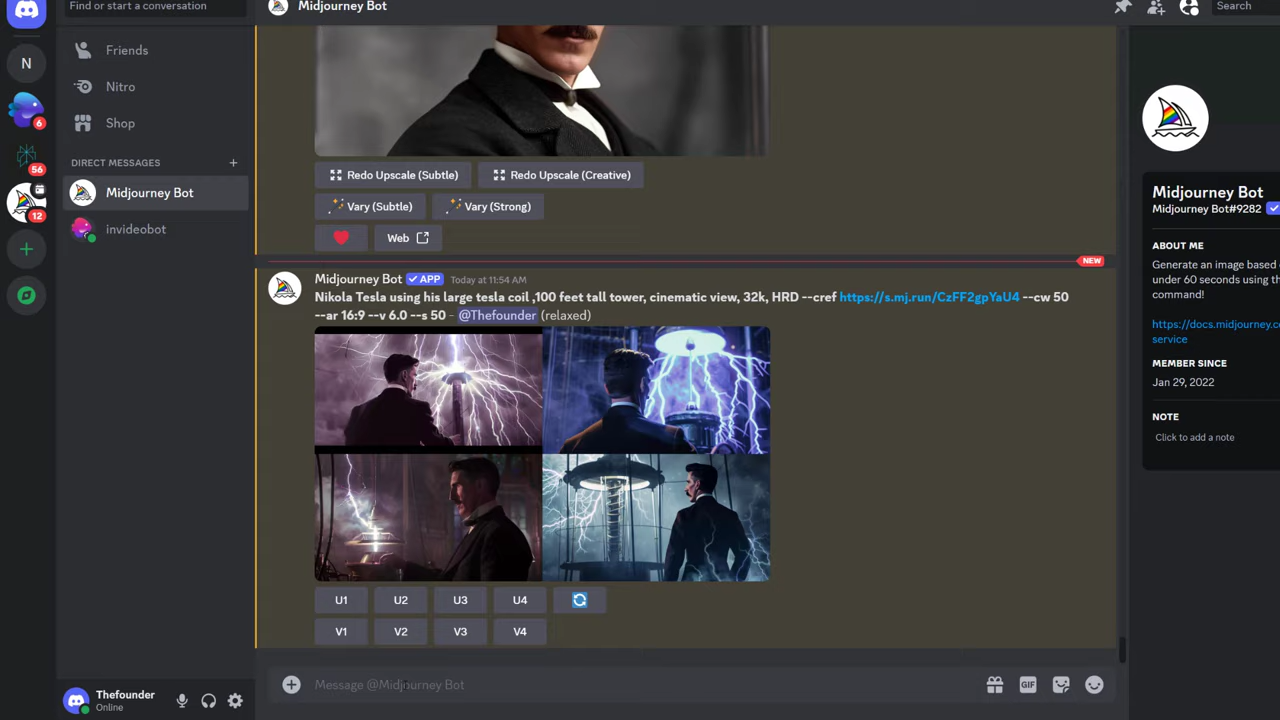 Find or start a conversation
Friends
Nitro
Shop
DIRECT MESSAGES
Midjourney Bot
invideobot
N
6
56
12
Thefounder
Online
Midjourney Bot
Redo Upscale (Subtle)
Redo Upscale (Creative)
Vary (Subtle)
Vary (Strong)
Web
NEW
Midjourney Bot APP Today at 11:54 AM
Nikola Tesla using his large tesla coil ,100 feet tall tower, cinematic view, 32k, HRD --cref https://s.mj.run/CzFF2gpYaU4 --cw 50
--ar 16:9 --v 6.0 --s 50 - @Thefounder (relaxed)
U1 U2 U3 U4
V1 V2 V3 V4
Message @Midjourney Bot
GIF
Search
Midjourney Bot
Midjourney Bot#9282
ABOUT ME
Generate an image based
under 60 seconds using
command!
https://docs.midjourney.c
service
MEMBER SINCE
Jan 29, 2022
NOTE
Click to add a note